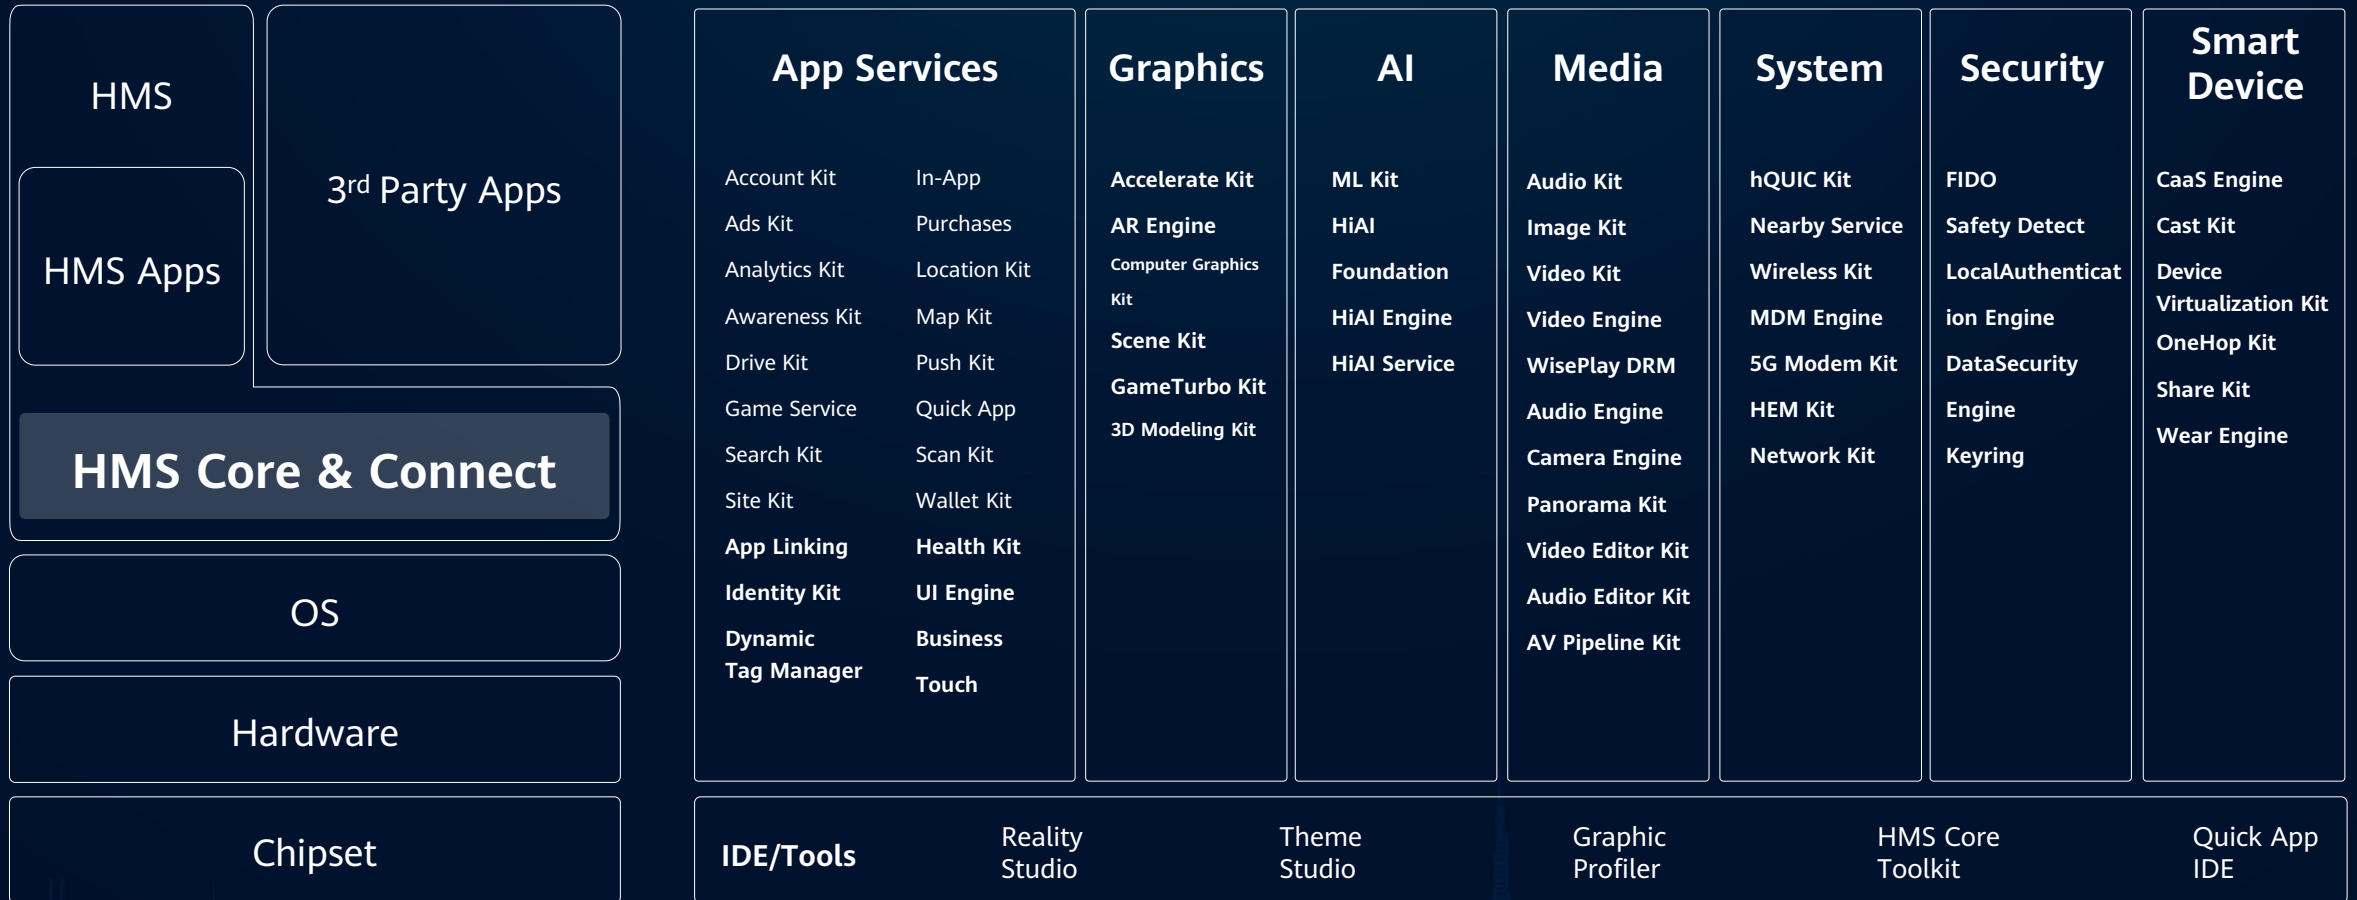 HMS
HMS Apps
3rd Party Apps
HMS Core & Connect
OS
Hardware
Chipset
App Services
Account Kit
Ads Kit
Analytics Kit
Awareness Kit
Drive Kit
Game Service
Search Kit
Site Kit
App Linking
Identity Kit
Dynamic
Tag Manager
In-App
Purchases
Location Kit
Map Kit
Push Kit
Quick App
Scan Kit
Wallet Kit
Health Kit
UI Engine
Business
Touch
Graphics
Accelerate Kit
AR Engine
Computer Graphics
Kit
Scene Kit
GameTurbo Kit
3D Modeling Kit
AI
ML Kit
HiAI
Foundation
HiAI Engine
HiAI Service
Media
Audio Kit
Image Kit
Video Kit
Video Engine
WisePlay DRM
Audio Engine
Camera Engine
Panorama Kit
Video Editor Kit
Audio Editor Kit
AV Pipeline Kit
System
hQUIC Kit
Nearby Service
Wireless Kit
MDM Engine
5G Modem Kit
HEM Kit
Network Kit
Security
FIDO
Safety Detect
LocalAuthenticat
ion Engine
DataSecurity
Engine
Keyring
Smart
Device
CaaS Engine
Cast Kit
Device
Virtualization Kit
OneHop Kit
Share Kit
Wear Engine
IDE/Tools
Reality
Studio
Theme
Studio
Graphic
Profiler
HMS Core
Toolkit
Quick App
IDE